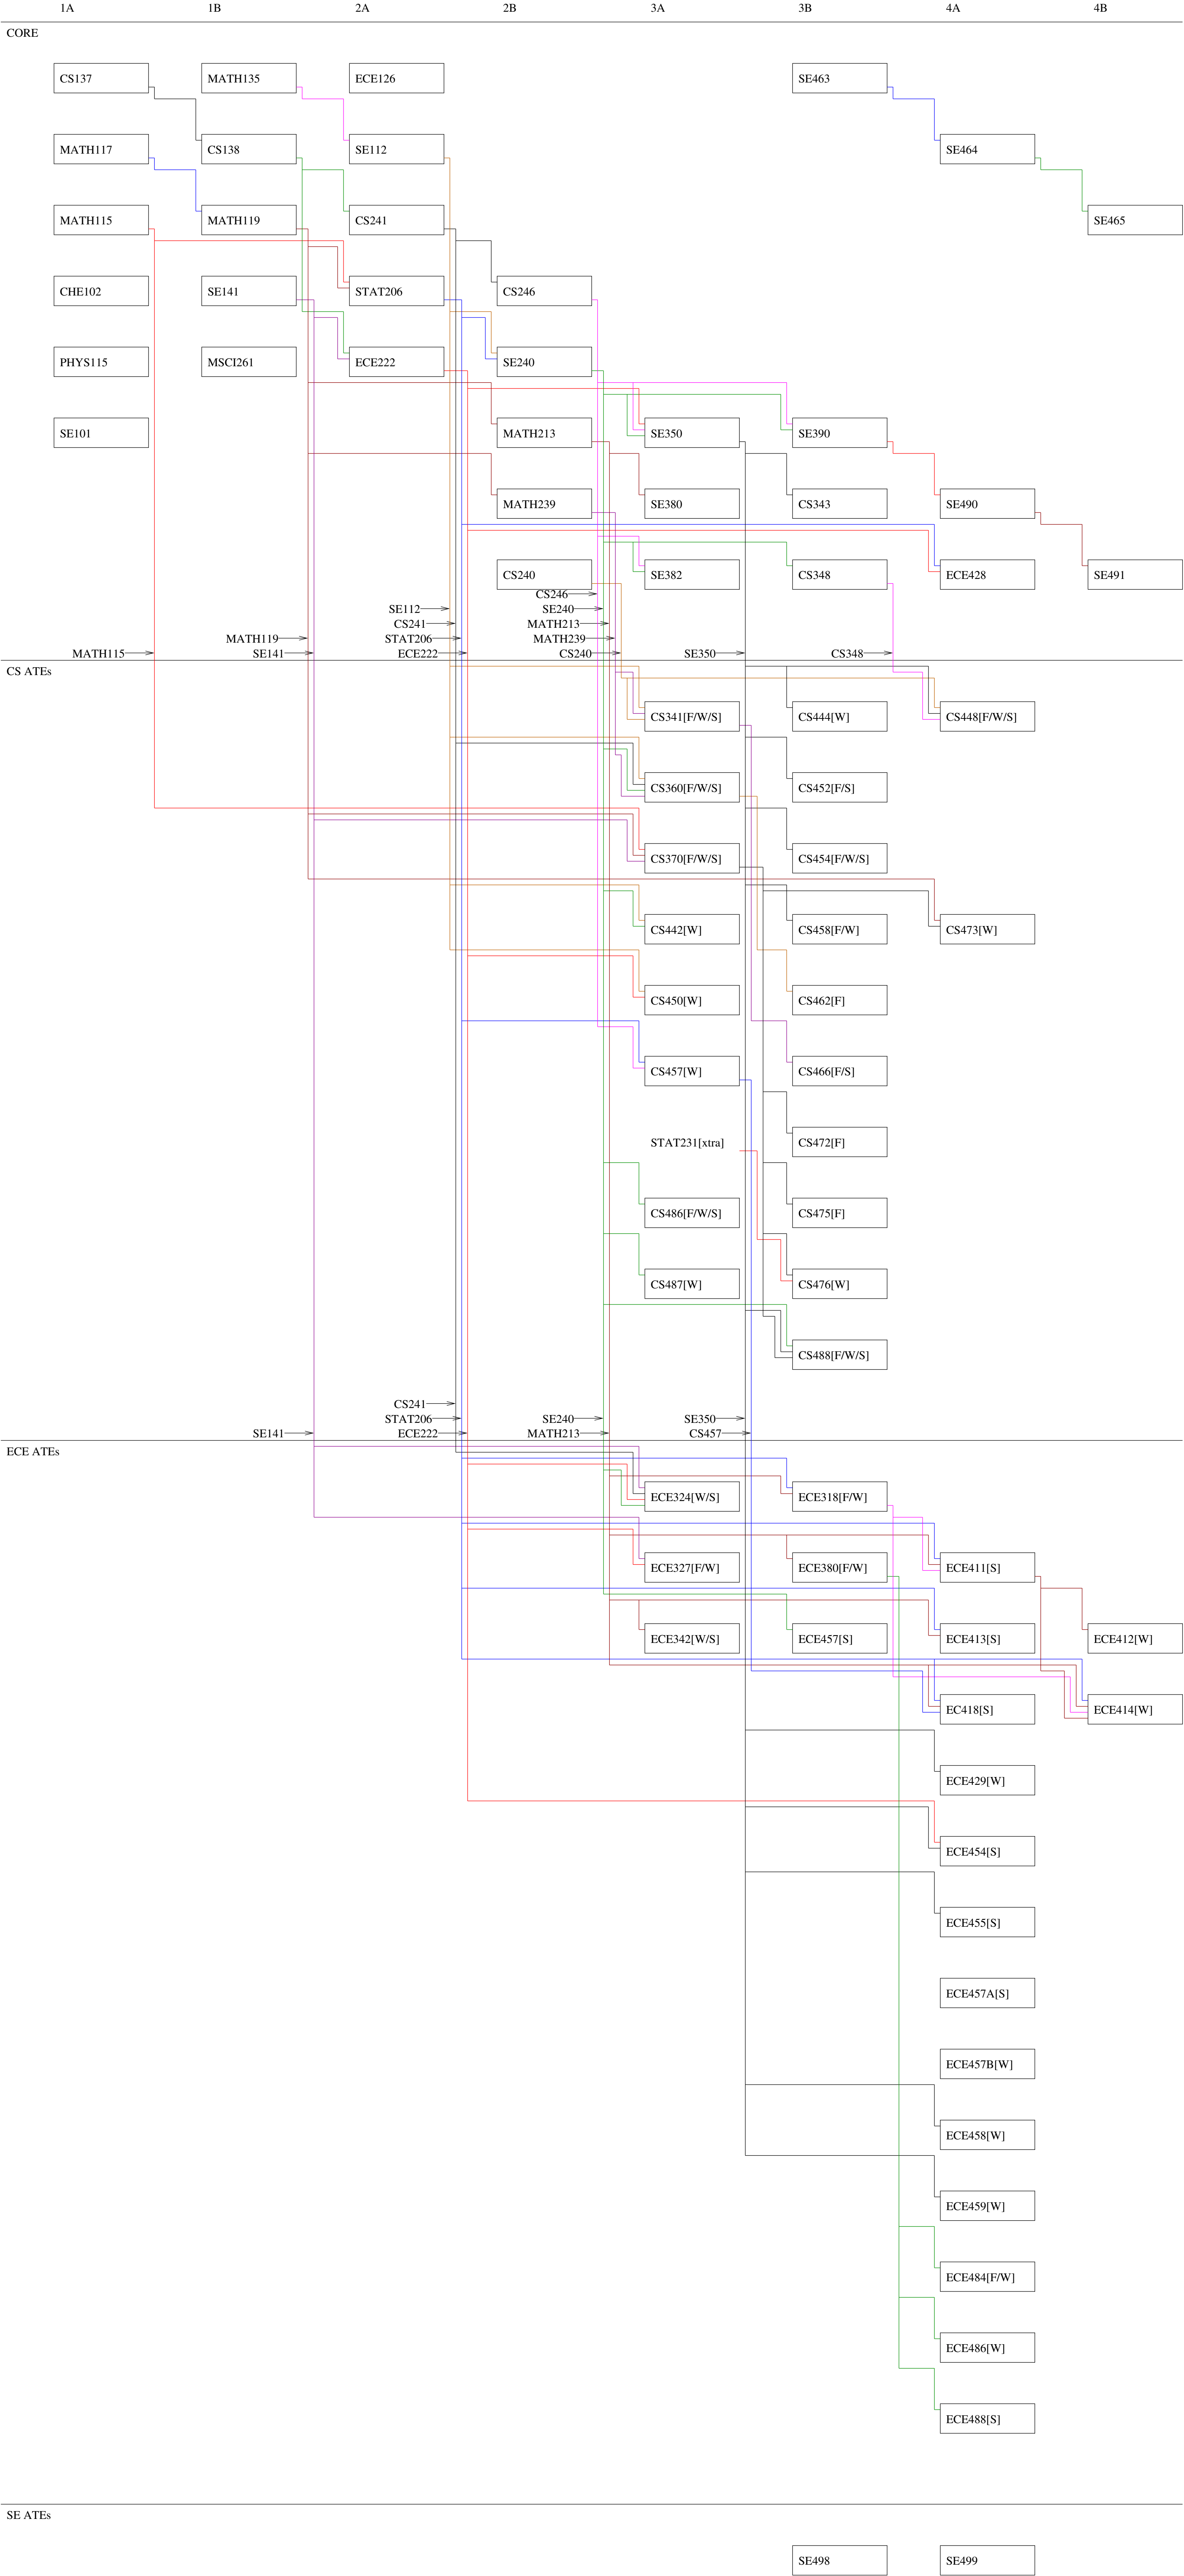 1A 1B 2A 2B 3A 3B 4A 4B
CORE
CS137 MATH135 ECE126 SE463
MATH117 CS138 SE112 SE464
MATH115 MATH119 CS241 SE465
CHE102 SE141 STAT206 CS246
PHYS115 MSCI261 ECE222 SE240
SE101 MATH213 SE350 SE390
MATH239 SE380 CS343 SE490
CS240 SE382 CS348 ECE428 SE491
CS246
SE112 SE240
CS241 MATH213
MATH119 STAT206 MATH239
MATH115 SE141 ECE222 CS240 SE350 CS348
CS ATEs
CS341[F/W/S] CS444[W] CS448[F/W/S]
CS360[F/W/S] CS452[F/S]
CS370[F/W/S] CS454[F/W/S]
CS442[W] CS458[F/W] CS473[W]
CS450[W] CS462[F]
CS457[W] CS466[F/S]
STAT231[xtra] CS472[F]
CS486[F/W/S] CS475[F]
CS487[W] CS476[W]
CS488[F/W/S]
CS241
STAT206 SE240 SE350
SE141 ECE222 MATH213 CS457
ECE ATEs
ECE324[W/S] ECE318[F/W]
ECE327[F/W] ECE380[F/W] ECE411[S]
ECE342[W/S] ECE457[S] ECE413[S] ECE412[W]
EC418[S] ECE414[W]
ECE429[W]
ECE454[S]
ECE455[S]
ECE457A[S]
ECE457B[W]
ECE458[W]
ECE459[W]
ECE484[F/W]
ECE486[W]
ECE488[S]
SE ATEs
SE498 SE499